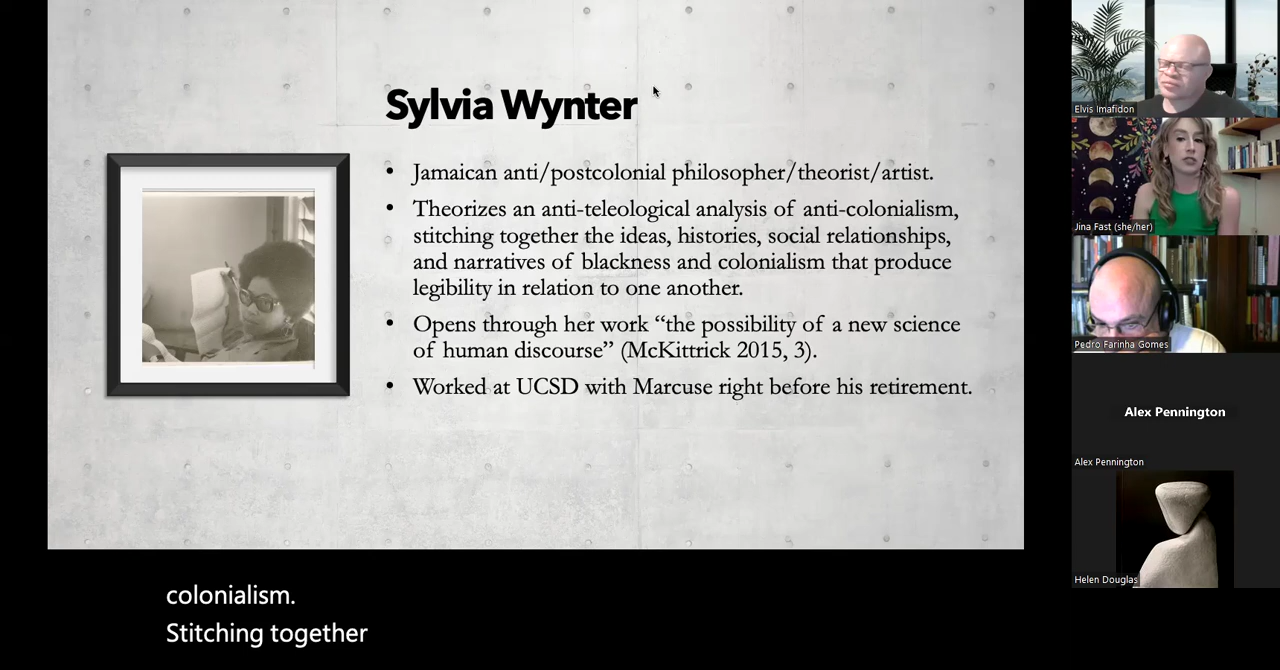 Sylvia Wynter
• Jamaican anti/postcolonial philosopher/theorist/artist.
• Theorizes an anti-teleological analysis of anti-colonialism,
stitching together the ideas, histories, social relationships,
and narratives of blackness and colonialism that produce
legibility in relation to one another.
• Opens through her work “the possibility of a new science
of human discourse” (McKittrick 2015, 3).
• Worked at UCSD with Marcuse right before his retirement.
colonialism.
Stitching together
Elvis Imafidon
Jina Fast (she/her)
Pedro Farinha Gomes
Alex Pennington
Alex Pennington
Helen Douglas